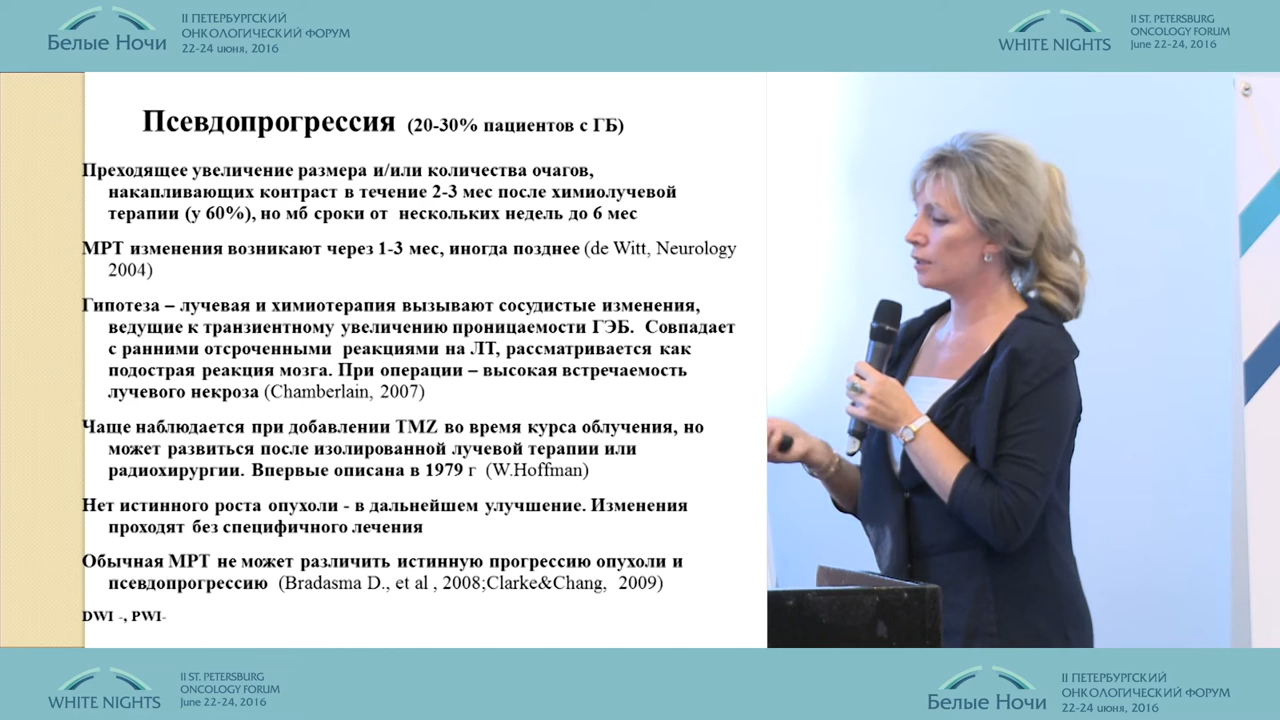 Белые Ночи
II ПЕТЕРБУРГСКИЙ
ОНКОЛОГИЧЕСКИЙ ФОРУМ
22-24 июня, 2016
WHITE NIGHTS
II ST. PETERSBURG
ONCOLOGY FORUM
June 22-24, 2016
Псевдопрогрессия (20-30% пациентов с ГБ)
Преходящее увеличение размера и/или количества очагов,
накапливающих контраст в течение 2-3 мес после химиолучевой
терапии (у 60%), но мб сроки от нескольких недель до 6 мес
МРТ изменения возникают через 1-3 мес, иногда позднее (de Witt, Neurology
2004)
Гипотеза – лучевая и химиотерапия вызывают сосудистые изменения,
ведущие к транзиентному увеличению проницаемости ГЭБ. Совпадает
с ранними отсроченными реакциями на ЛТ, рассматривается как
подострая реакция мозга. При операции – высокая встречаемость
лучевого некроза (Chamberlain, 2007)
Чаще наблюдается при добавлении TMZ во время курса облучения, но
может развиться после изолированной лучевой терапии или
радиохирургии. Впервые описана в 1979 г (W.Hoffman)
Нет истинного роста опухоли - в дальнейшем улучшение. Изменения
проходят без специфичного лечения
Обычная МРТ не может различить истинную прогрессию опухоли и
псевдопрогрессию (Bradasma D., et al , 2008;Clarke&Chang, 2009)
DWI -, PWI-
WHITE NIGHTS
II ST. PETERSBURG
ONCOLOGY FORUM
June 22-24, 2016
Белые Ночи
II ПЕТЕРБУРГСКИЙ
ОНКОЛОГИЧЕСКИЙ ФОРУМ
22-24 июня, 2016